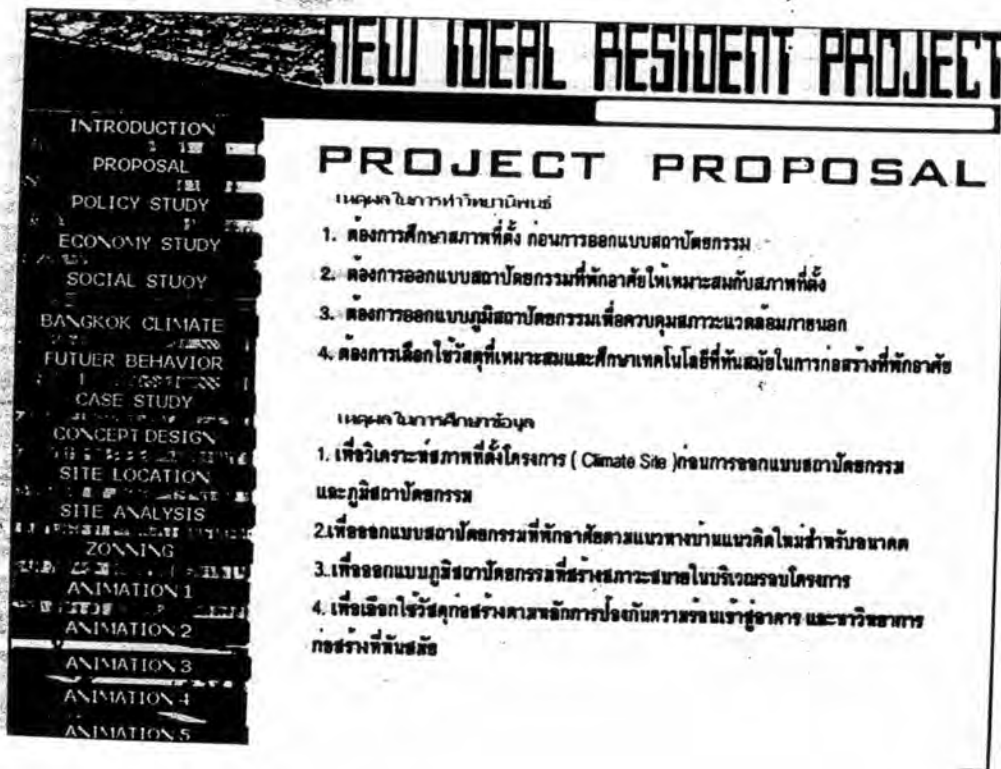 NEW IDEAL RESIDENT PROJECT
INTRODUCTION
PROPOSAL
POLICY STUDY
ECONOMY STUDY
SOCIAL STUDY
BANGKOK CLIMATE
FUTUER BEHAVIOR
CASE STUDY
CONCEPT DESIGN
SITE LOCATION
SITE ANALYSIS
ZONNING
ANIMATION 1
ANIMATION 2
ANIMATION 3
ANIMATION 4
ANIMATION 5
PROJECT PROPOSAL
เหตุผลในการทำวิทยานิพนธ์
1. ต้องการศึกษาสภาพที่ตั้ง ก่อนการออกแบบสถาปัตยกรรม
2. ต้องการออกแบบสถาปัตยกรรมที่พักอาศัยให้เหมาะสมกับสภาพที่ตั้ง
3. ต้องการออกแบบภูมิสถาปัตยกรรมเพื่อควบคุมสภาวะแวดล้อมภายนอก
4. ต้องการเลือกใช้วัสดุที่เหมาะสมและศึกษาเทคโนโลยีที่ทันสมัยในการก่อสร้างที่พักอาศัย
เหตุผลในการศึกษาข้อมูล
1. เพื่อวิเคราะห์สภาพที่ตั้งโครงการ ( Climate Site )ก่อนการออกแบบสถาปัตยกรรม
และภูมิสถาปัตยกรรม
2.เพื่อออกแบบสถาปัตยกรรมที่พักอาศัยตามแนวทางบ้านแนวคิดใหม่สำหรับอนาคต
3. เพื่อออกแบบภูมิสถาปัตยกรรมที่สร้างสภาวะสบายในบริเวณรอบโครงการ
4. เพื่อเลือกใช้วัสดุก่อสร้างตามหลักการป้องกันความร้อนเข้าสู่อาคาร และหาวิทยาการ
ก่อสร้างที่ทันสมัย